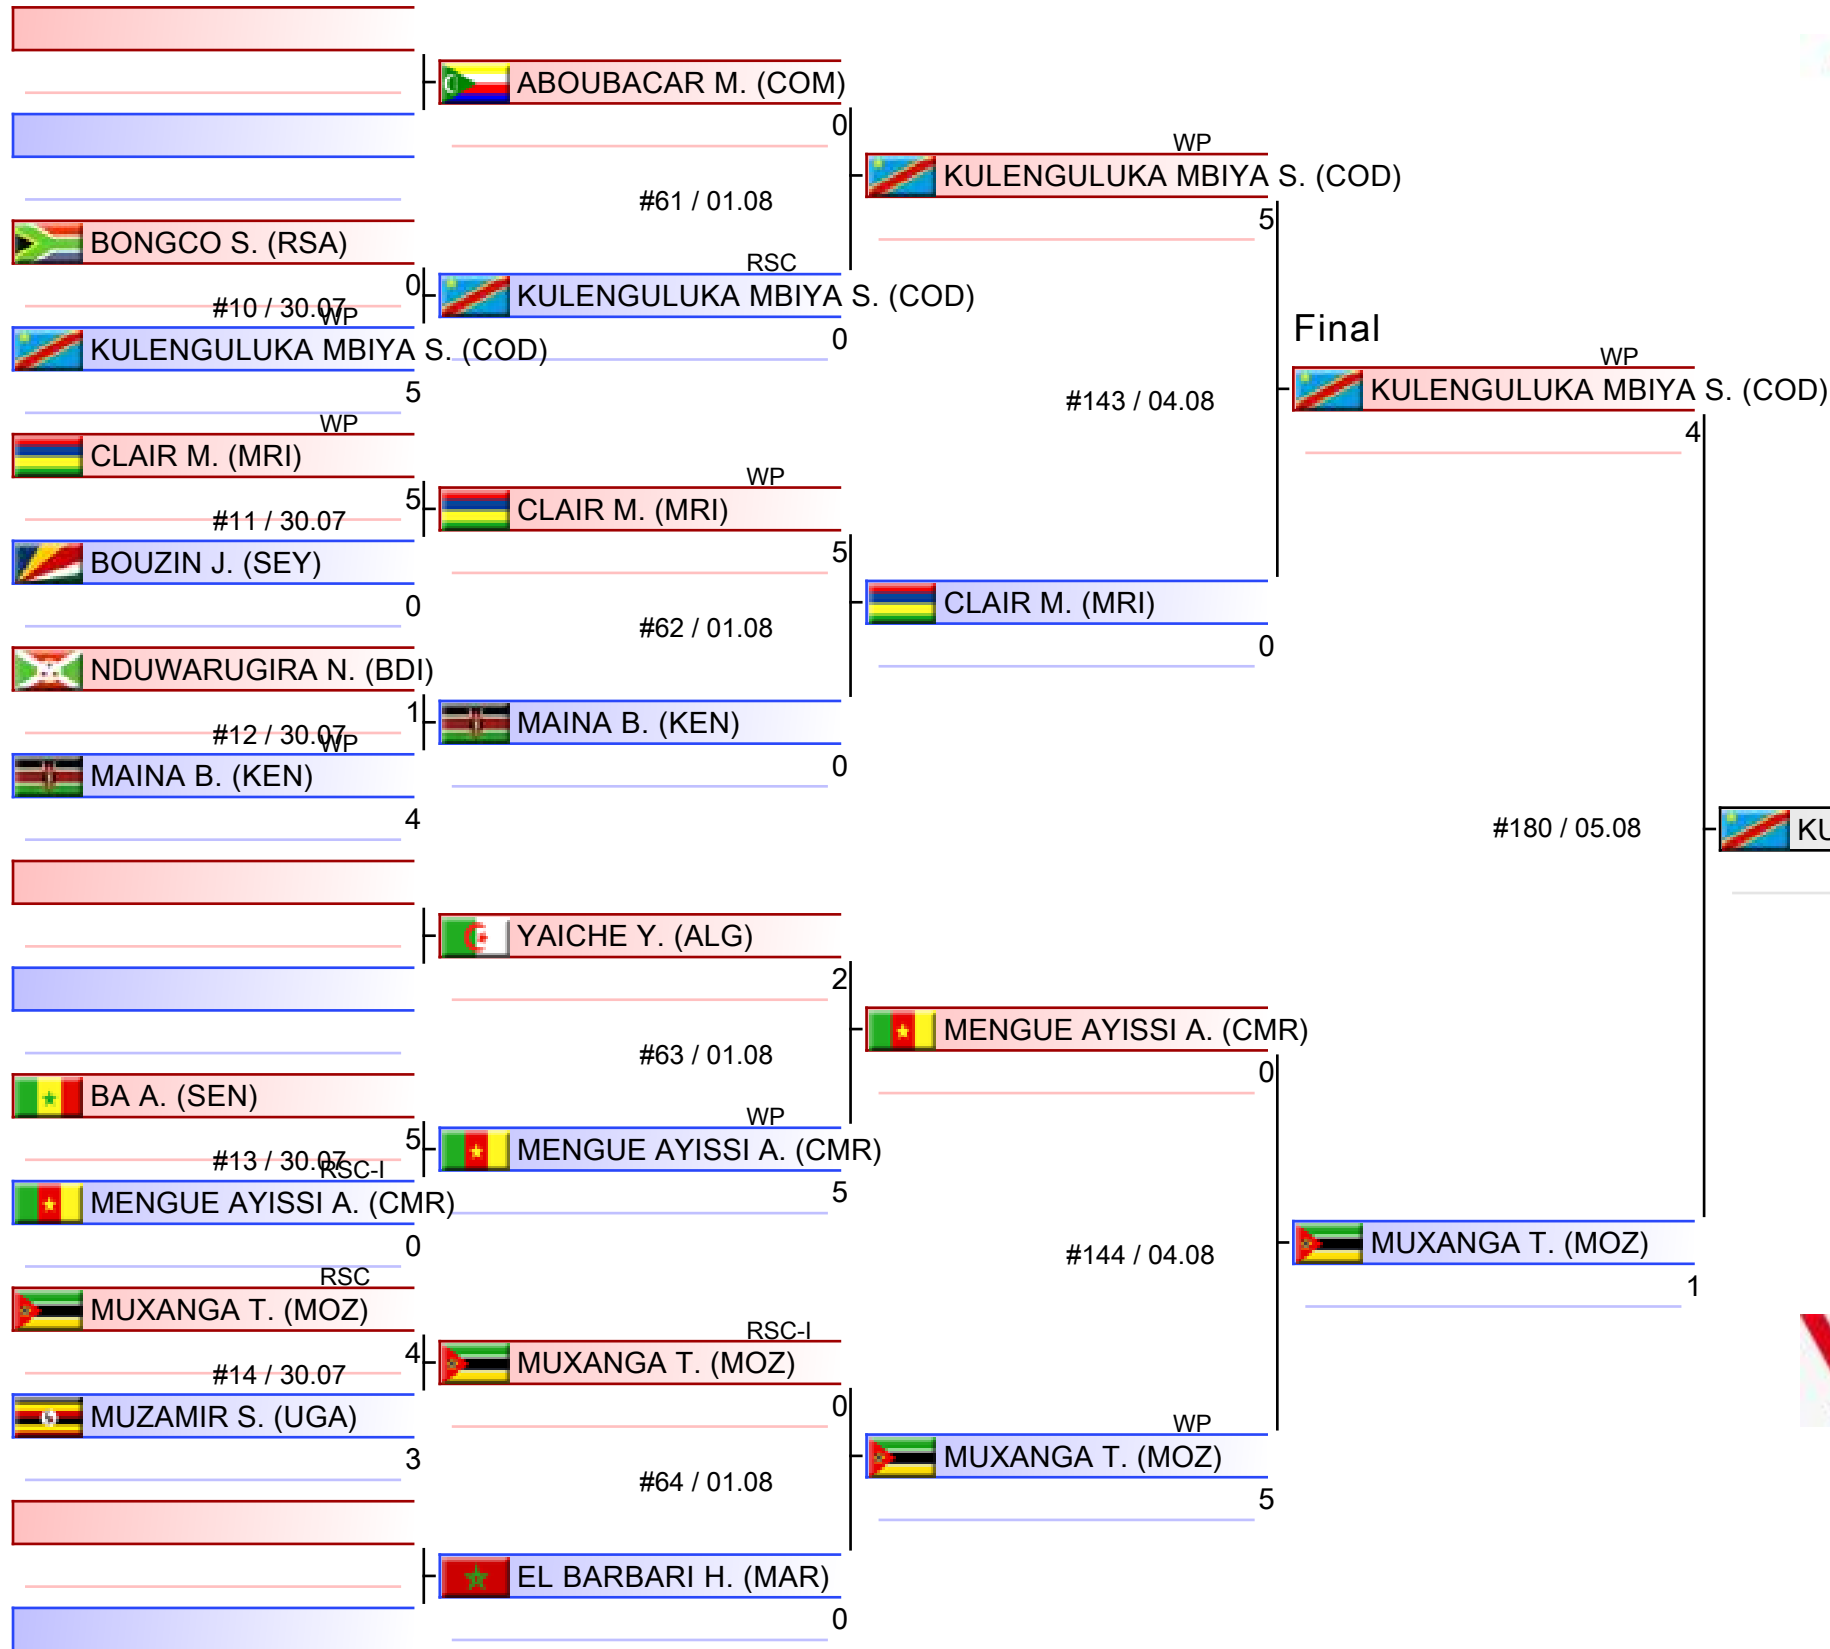 ABOUBACAR M. (COM)
0
WP
KULENGULUKA MBIYA S. (COD)
5
#61 / 01.08
BONGCO S. (RSA)
0
RSC
KULENGULUKA MBIYA S. (COD)
0
#10 / 30.07
WP
KULENGULUKA MBIYA S. (COD)
5
Final
WP
KULENGULUKA MBIYA S. (COD)
4
#143 / 04.08
WP
CLAIR M. (MRI)
5
WP
CLAIR M. (MRI)
5
#11 / 30.07
BOUZIN J. (SEY)
0
CLAIR M. (MRI)
0
#62 / 01.08
NDUWARUGIRA N. (BDI)
1
MAINA B. (KEN)
0
#12 / 30.07
WP
MAINA B. (KEN)
4
#180 / 05.08
KU
YAICHE Y. (ALG)
2
MENGUE AYISSI A. (CMR)
0
#63 / 01.08
BA A. (SEN)
5
WP
MENGUE AYISSI A. (CMR)
5
#13 / 30.07
RSC-I
MENGUE AYISSI A. (CMR)
0
#144 / 04.08
MUXANGA T. (MOZ)
1
RSC
MUXANGA T. (MOZ)
4
RSC-I
MUXANGA T. (MOZ)
0
#14 / 30.07
MUZAMIR S. (UGA)
3
WP
MUXANGA T. (MOZ)
5
#64 / 01.08
EL BARBARI H. (MAR)
0